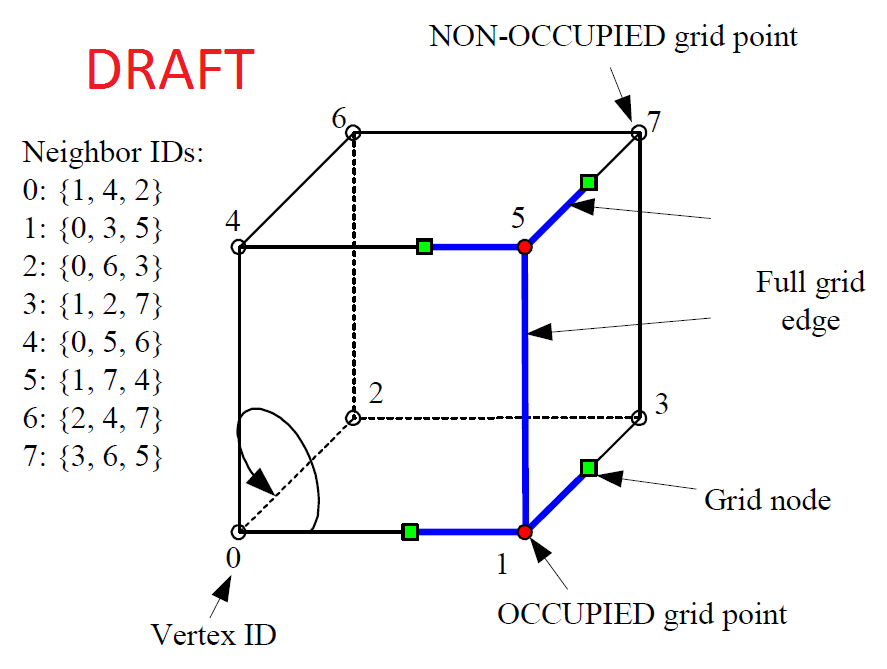 NON-OCCUPIED grid point
DRAFT
6
7
Neighbor IDs:
0: {1, 4, 2}
1: {0, 3, 5}
2: {0, 6, 3}
3: {1, 2, 7}
4: {0, 5, 6}
5: {1, 7, 4}
6: {2, 4, 7}
7: {3, 6, 5}
4
5
Full grid
edge
2
3
Grid node
0
1
OCCUPIED grid point
Vertex ID